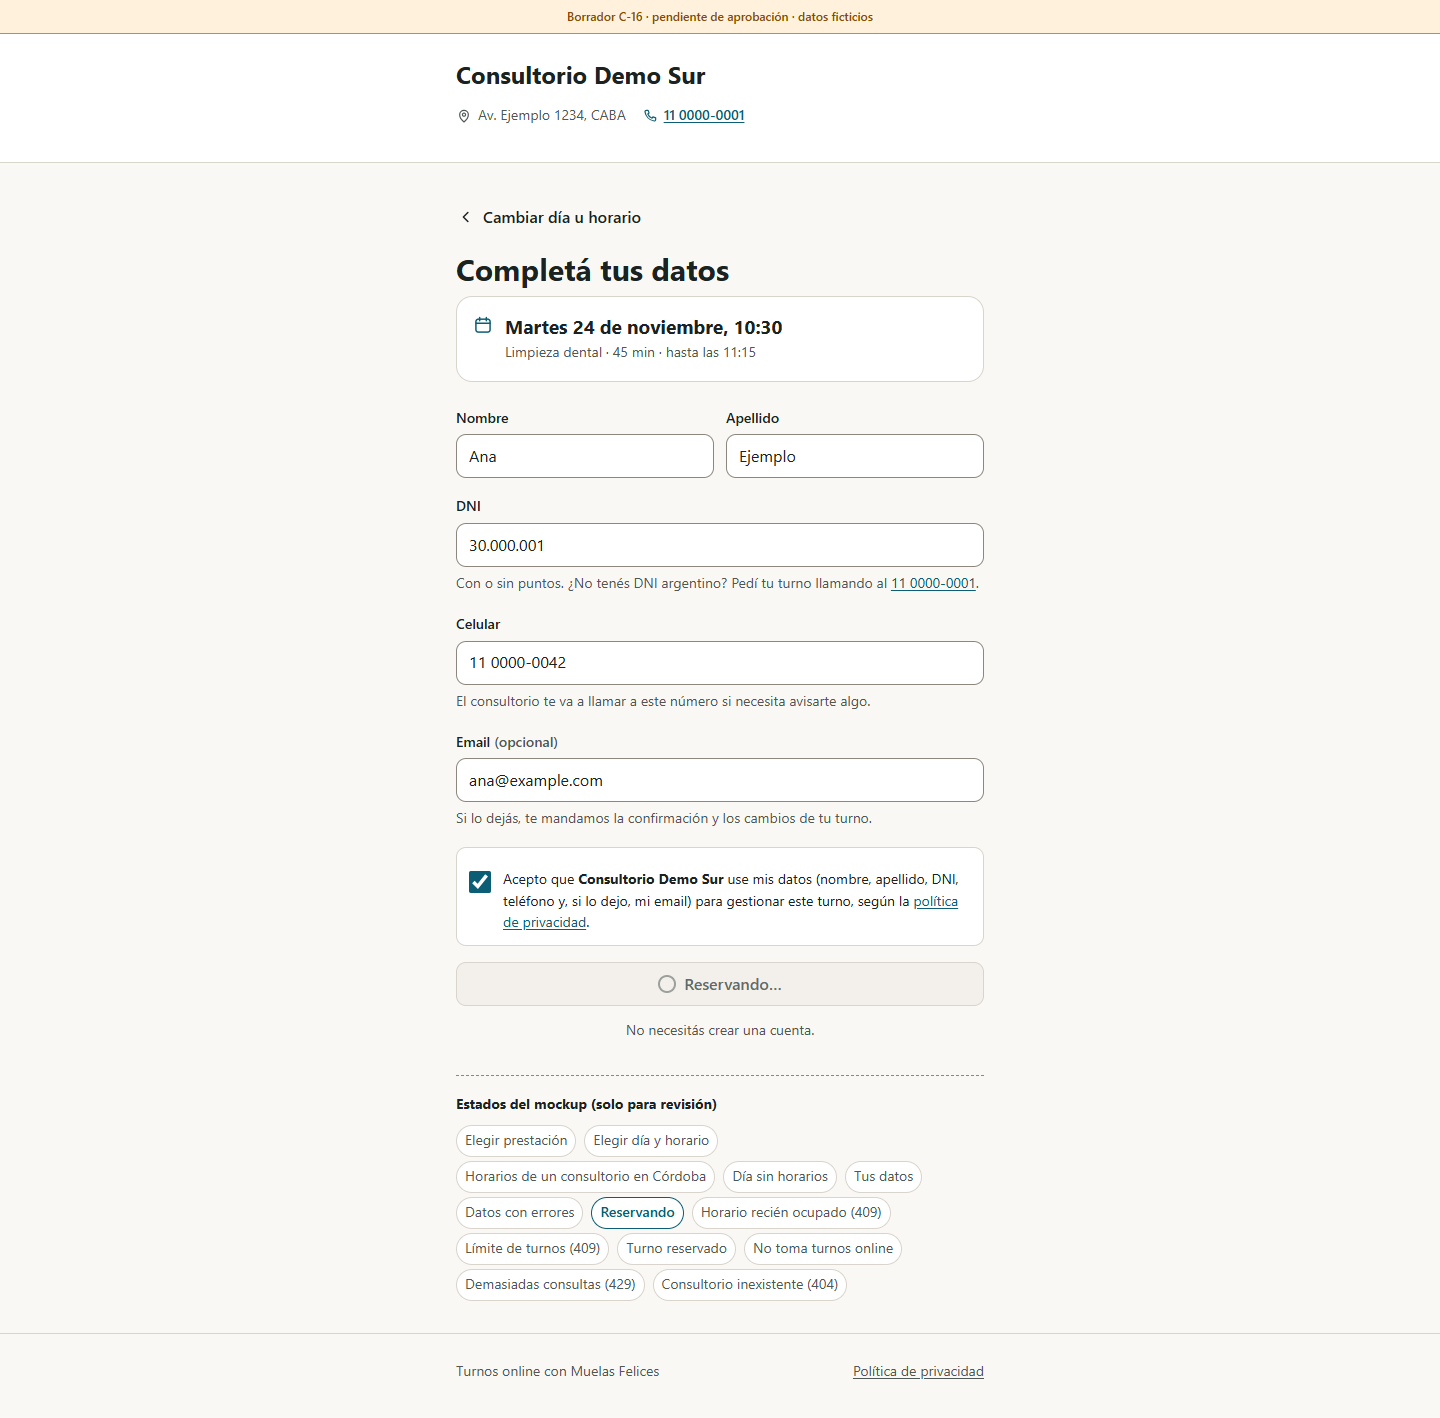 Borrador C-16 · pendiente de aprobación · datos ficticios
Consultorio Demo Sur
Av. Ejemplo 1234, CABA
11 0000-0001
Cambiar día u horario
Completá tus datos
Martes 24 de noviembre, 10:30
Limpieza dental · 45 min · hasta las 11:15
Nombre
Apellido
Ana
Ejemplo
DNI
30.000.001
Con o sin puntos. ¿No tenés DNI argentino? Pedí tu turno llamando al 11 0000-0001.
Celular
11 0000-0042
El consultorio te va a llamar a este número si necesita avisarte algo.
Email (opcional)
ana@example.com
Si lo dejás, te mandamos la confirmación y los cambios de tu turno.
Acepto que Consultorio Demo Sur use mis datos (nombre, apellido, DNI,
teléfono y, si lo dejo, mi email) para gestionar este turno, según la política
de privacidad.
Reservando…
No necesitás crear una cuenta.
Estados del mockup (solo para revisión)
Elegir prestación
Elegir día y horario
Horarios de un consultorio en Córdoba
Día sin horarios
Tus datos
Datos con errores
Reservando
Horario recién ocupado (409)
Límite de turnos (409)
Turno reservado
No toma turnos online
Demasiadas consultas (429)
Consultorio inexistente (404)
Turnos online con Muelas Felices
Política de privacidad